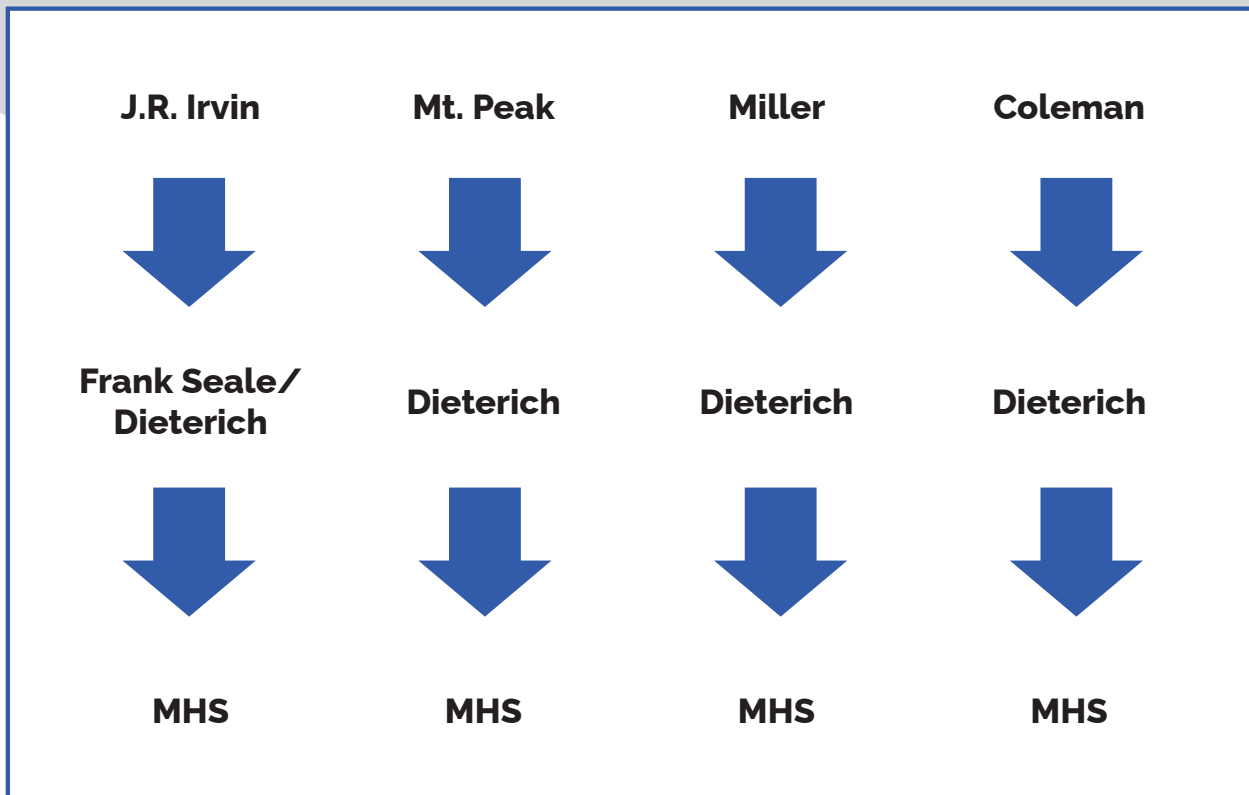 J.R. Irvin
Mt. Peak
Miller
Coleman
Frank Seale/
Dieterich
Dieterich
Dieterich
Dieterich
MHS
MHS
MHS
MHS